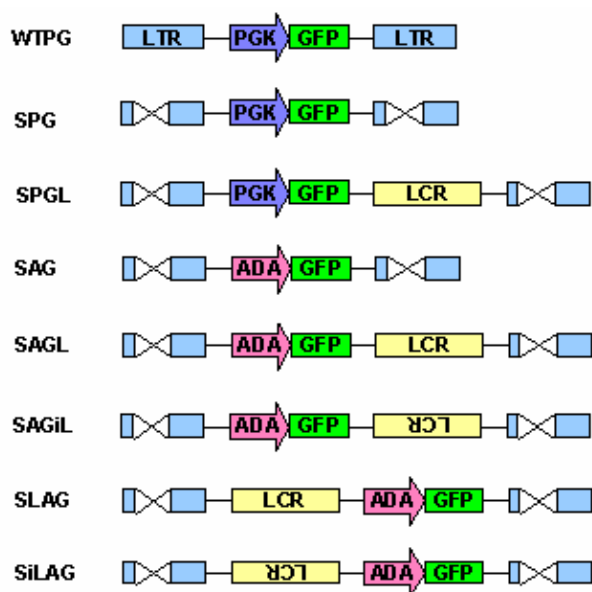 WTPG LTR PGK GFP LTR
SPG PGK GFP
SPGL PGK GFP LCR
SAG ADA GFP
SAGL ADA GFP LCR
SAGiL ADA GFP LCR
SLAG LCR ADA GFP
SiLAG LCR ADA GFP